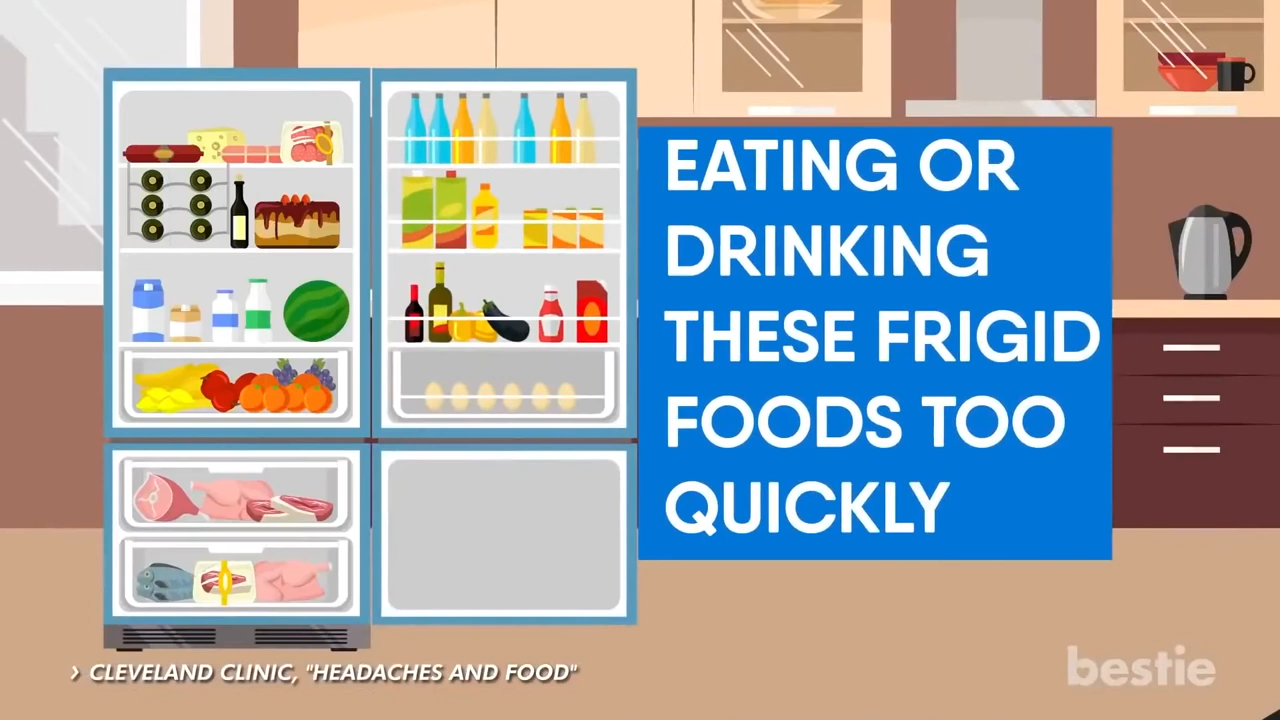 EATING OR
DRINKING
THESE FRIGID
FOODS TOO
QUICKLY
› CLEVELAND CLINIC, "HEADACHES AND FOOD"
bestie